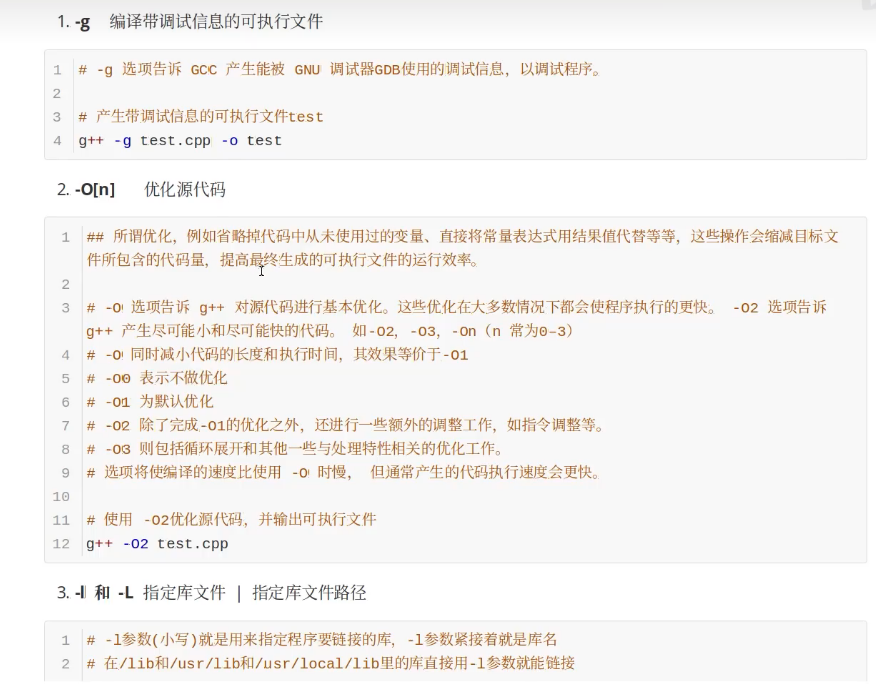 1. -g 编译带调试信息的可执行文件
1 # -g 选项告诉 GCC 产生能被 GNU 调试器GDB使用的调试信息，以调试程序。
2
3 # 产生带调试信息的可执行文件test
4 g++ -g test.cpp -o test
2. -O[n] 优化源代码
1 ## 所谓优化，例如省略掉代码中从未使用过的变量、直接将常量表达式用结果值代替等等，这些操作会缩减目标文
件所包含的代码量，提高最终生成的可执行文件的运行效率。
2
3 # -O 选项告诉 g++ 对源代码进行基本优化。这些优化在大多数情况下都会使程序执行的更快。 -O2 选项告诉
g++ 产生尽可能小和尽可能快的代码。 如-O2，-O3，-On（n 常为0–3）
4 # -O 同时减小代码的长度和执行时间，其效果等价于-O1
5 # -O0 表示不做优化
6 # -O1 为默认优化
7 # -O2 除了完成-O1的优化之外，还进行一些额外的调整工作，如指令调整等。
8 # -O3 则包括循环展开和其他一些与处理特性相关的优化工作。
9 # 选项将使编译的速度比使用 -O 时慢， 但通常产生的代码执行速度会更快。
10
11 # 使用 -O2优化源代码，并输出可执行文件
12 g++ -O2 test.cpp
3. -l 和 -L 指定库文件 | 指定库文件路径
1 # -l参数(小写)就是用来指定程序要链接的库，-l参数紧接着就是库名
2 # 在/lib和/usr/lib和/usr/local/lib里的库直接用-l参数就能链接